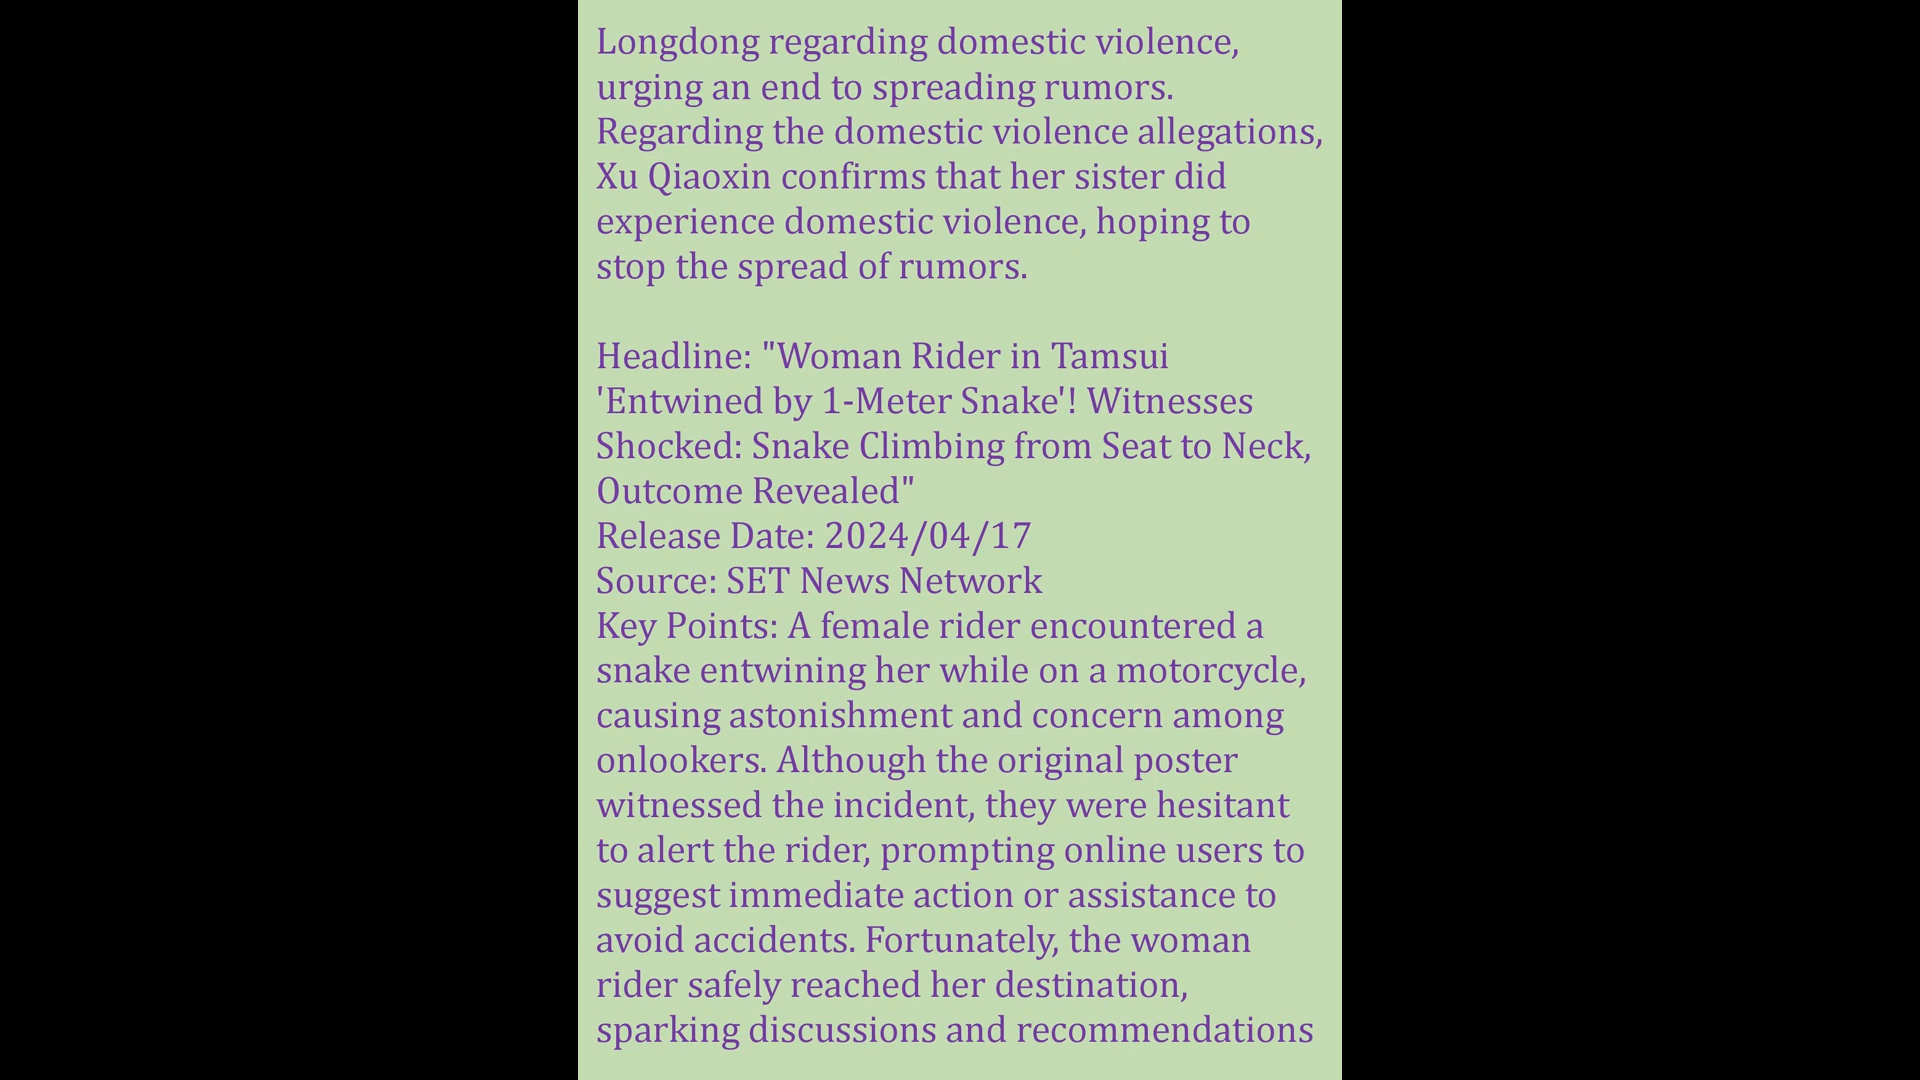 Longdong regarding domestic violence,
urging an end to spreading rumors.
Regarding the domestic violence allegations,
Xu Qiaoxin confirms that her sister did
experience domestic violence, hoping to
stop the spread of rumors.
Headline: "Woman Rider in Tamsui
'Entwined by 1-Meter Snake'! Witnesses
Shocked: Snake Climbing from Seat to Neck,
Outcome Revealed"
Release Date: 2024/04/17
Source: SET News Network
Key Points: A female rider encountered a
snake entwining her while on a motorcycle,
causing astonishment and concern among
onlookers. Although the original poster
witnessed the incident, they were hesitant
to alert the rider, prompting online users to
suggest immediate action or assistance to
avoid accidents. Fortunately, the woman
rider safely reached her destination,
sparking discussions and recommendations